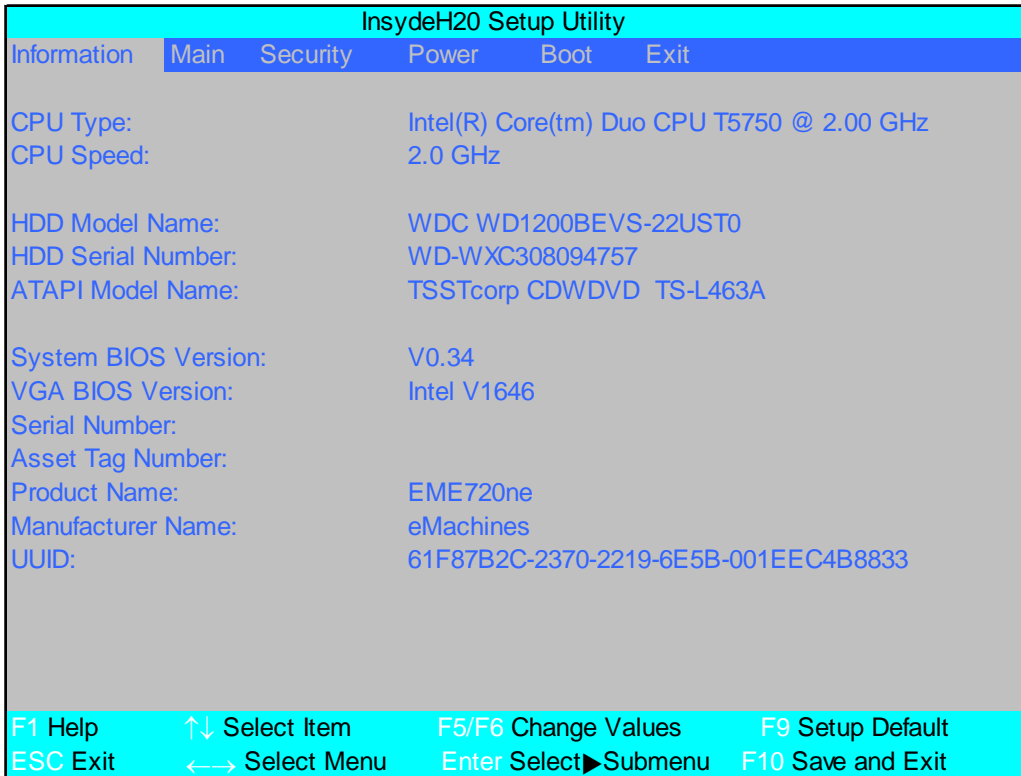 InsydeH20 Setup Utility
Information Main Security Power Boot Exit
CPU Type: Intel(R) Core(tm) Duo CPU T5750 @ 2.00 GHz
CPU Speed: 2.0 GHz
HDD Model Name: WDC WD1200BEVS-22UST0
HDD Serial Number: WD-WXC308094757
ATAPI Model Name: TSSTcorp CDWDVD TS-L463A
System BIOS Version: V0.34
VGA BIOS Version: Intel V1646
Serial Number:
Asset Tag Number:
Product Name: EME720ne
Manufacturer Name: eMachines
UUID: 61F87B2C-2370-2219-6E5B-001EEC4B8833
F1 Help ↑↓ Select Item F5/F6 Change Values F9 Setup Default
ESC Exit ←→ Select Menu Enter Select▶Submenu F10 Save and Exit